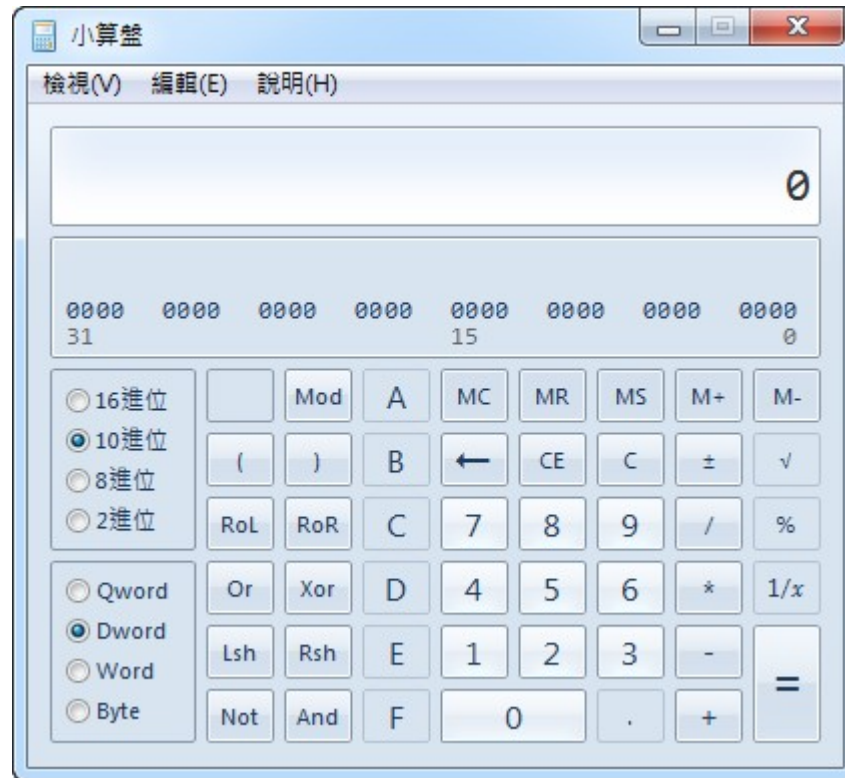 小算盤
檢視(V) 編輯(E) 說明(H)
0
0000 0000 0000 0000 0000 0000 0000 0000
31 15 0
16進位
10進位
8進位
2進位
Qword
Dword
Word
Byte
Mod A MC MR MS M+ M-
( ) B ← CE C ± √
RoL RoR C 7 8 9 / %
Or Xor D 4 5 6 * 1/x
Lsh Rsh E 1 2 3 - =
Not And F 0 . +